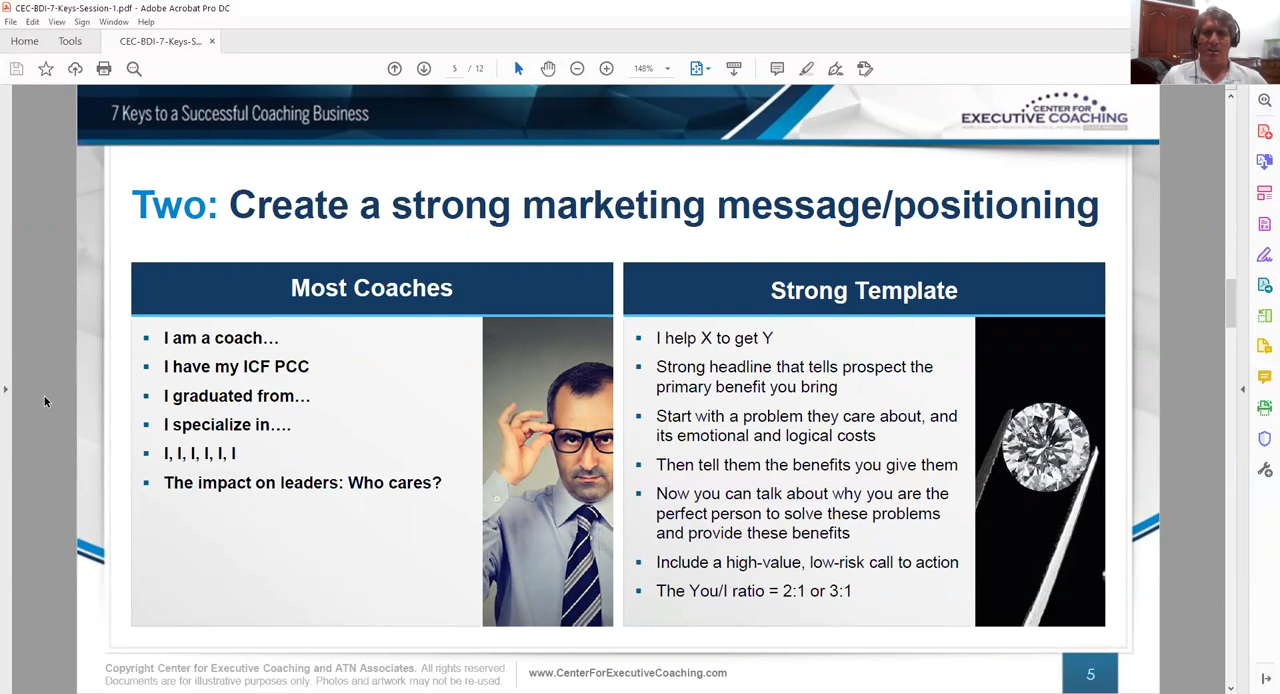 CEC-BDI-7-Keys-Session-1.pdf - Adobe Acrobat Pro DC
File Edit View Sign Window Help
Home Tools CEC-BDI-7-Keys-S... ×
5 / 12 148%
7 Keys to a Successful Coaching Business
CENTER FOR
EXECUTIVE COACHING
Two: Create a strong marketing message/positioning
Most Coaches
▪ I am a coach…
▪ I have my ICF PCC
▪ I graduated from…
▪ I specialize in….
▪ I, I, I, I, I, I
▪ The impact on leaders: Who cares?
Strong Template
▪ I help X to get Y
▪ Strong headline that tells prospect the
primary benefit you bring
▪ Start with a problem they care about, and
its emotional and logical costs
▪ Then tell them the benefits you give them
▪ Now you can talk about why you are the
perfect person to solve these problems
and provide these benefits
▪ Include a high-value, low-risk call to action
▪ The You/I ratio = 2:1 or 3:1
Copyright Center for Executive Coaching and ATN Associates. All rights reserved.
Documents are for illustrative purposes only. Photos and artwork may not be re-used.
www.CenterForExecutiveCoaching.com
5